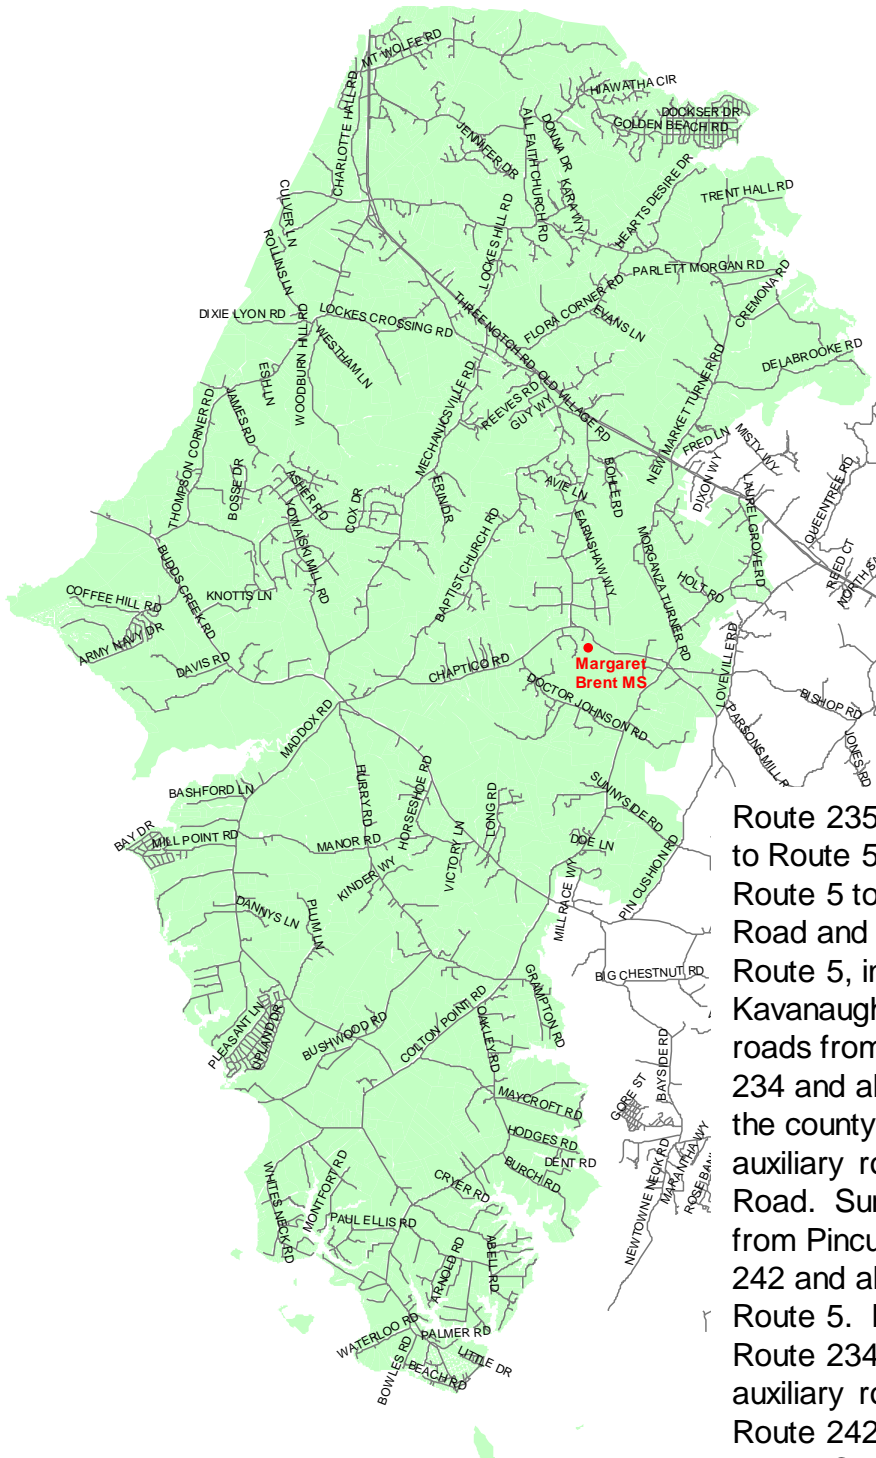 MT WOLFE RD
CHARLOTTE HALL RD
HIAWATHA CIR
DOCKSER DR
GOLDEN BEACH RD
JENNIFER DR
ALL FAITH CHURCH RD
DONNA DR
KARA WY
HEARTS DESIRE DR
TRENT HALL RD
CULVER LN
ROLLINS LN
LOCKES HILL RD
PARLETT MORGAN RD
CREMONA RD
DIXIE LYON RD
LOCKES CROSSING RD
THREE NOTCH RD
FLORA CORNER RD
EVANS LN
DELABROOKE RD
WOODBURN HILL RD
WESTHAM LN
ESH LN
JAMES RD
MECHANICSVILLE RD
REEVES RD
GUY WY
OLD VILLAGE RD
NEW MARKET TURNER RD
FRED LN
MISTY WY
THOMPSON CORNER RD
BOSSE DR
ASHER RD
COX DR
ERIN DR
AVIE LN
BOHLE RD
DIXON WY
LAUREL GROVE RD
QUEENTREE RD
YOWAISKI MILL RD
BAPTIST CHURCH RD
EARNSHAW WY
MORGANZA TURNER RD
HOLT RD
REED CT
NORTH SA
BUDDS CREEK RD
KNOTTS LN
COFFEE HILL RD
ARMY NAVY DR
DAVIS RD
CHAPTICO RD
Margaret
Brent MS
DOCTOR JOHNSON RD
LOVEVILLE RD
BISHOP RD
PARSONS MILL R
JONES RD
MADDOX RD
BASHFORD LN
HURRY RD
HORSESHOE RD
LONG RD
SUNNYSIDE RD
BAY DR
MILL POINT RD
MANOR RD
KINDER WY
VICTORY LN
DOE LN
PIN CUSHION RD
MILL RACE WY
DANNYS LN
PLUM LN
BIG CHESTNUT RD
GRAMPTON RD
PLEASANT LN
UPLAND DR
BUSHWOOD RD
COLTON POINT RD
OAKLEY RD
BAYSIDE RD
GORE ST
MAYCROFT RD
HODGES RD
DENT RD
BURCH RD
NEWTOWNE NECK RD
MARANTHA WY
ROSE BAN
WHITES NECK RD
MONTFORT RD
CRYER RD
PAUL ELLIS RD
ARNOLD RD
ABELL RD
WATERLOO RD
PALMER RD
BOWLES RD
LITTLE DR
BEACH RD
Route 235
to Route 5
Route 5 to
Road and
Route 5, in
Kavanaugh
roads from
234 and al
the county
auxiliary ro
Road. Sun
from Pincu
242 and al
Route 5.
Route 234
auxiliary ro
Route 242